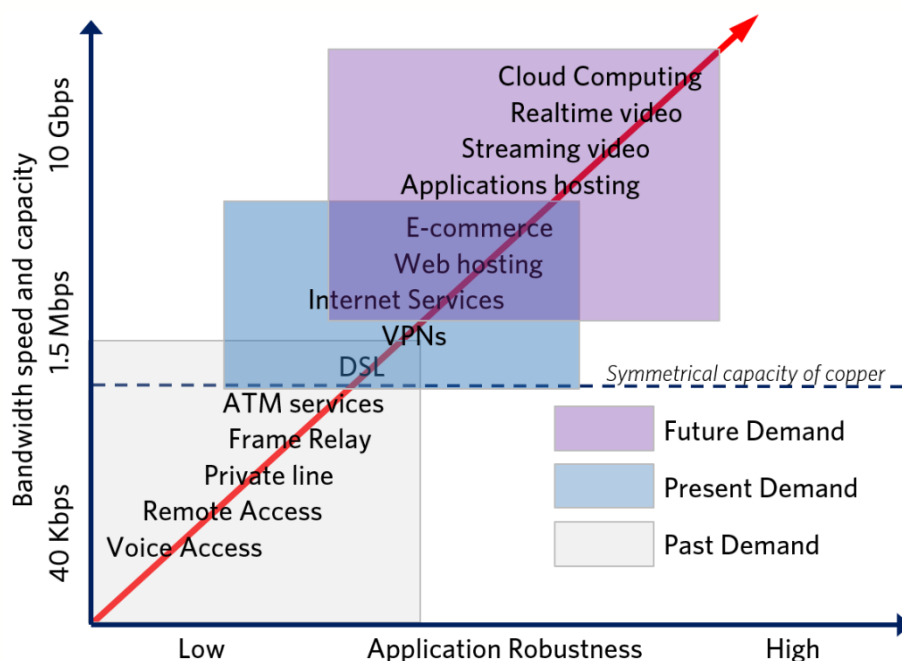 Bandwidth speed and capacity
10 Gbps
1.5 Mbps
40 Kbps
Cloud Computing
Realtime video
Streaming video
Applications hosting
E-commerce
Web hosting
Internet Services
VPNs
DSL
Symmetrical capacity of copper
ATM services
Frame Relay
Private line
Remote Access
Voice Access
Future Demand
Present Demand
Past Demand
Low
Application Robustness
High